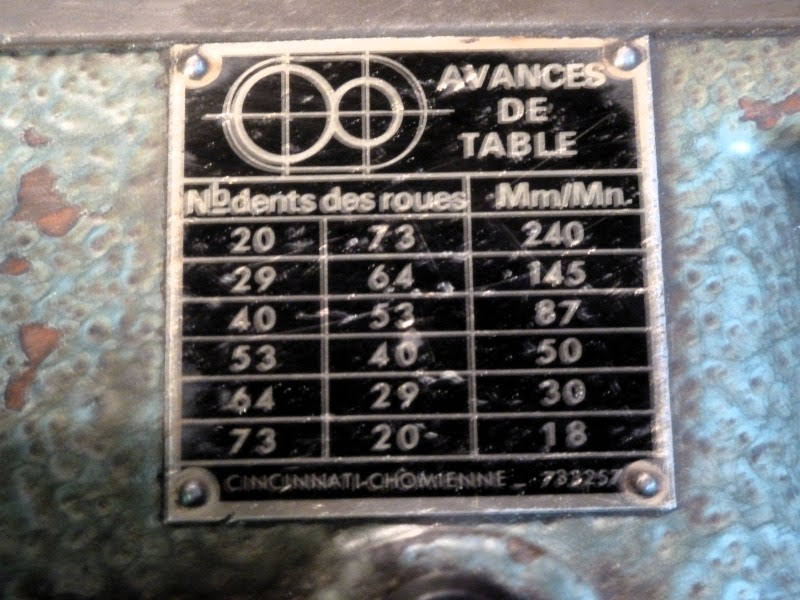 AVANCES
DE
TABLE
Nb dents des roues Mm/Mn.
20 73 240
29 64 145
40 53 87
53 40 50
64 29 30
73 20 18
CINCINNATI-CHOMIENNE _ 733257